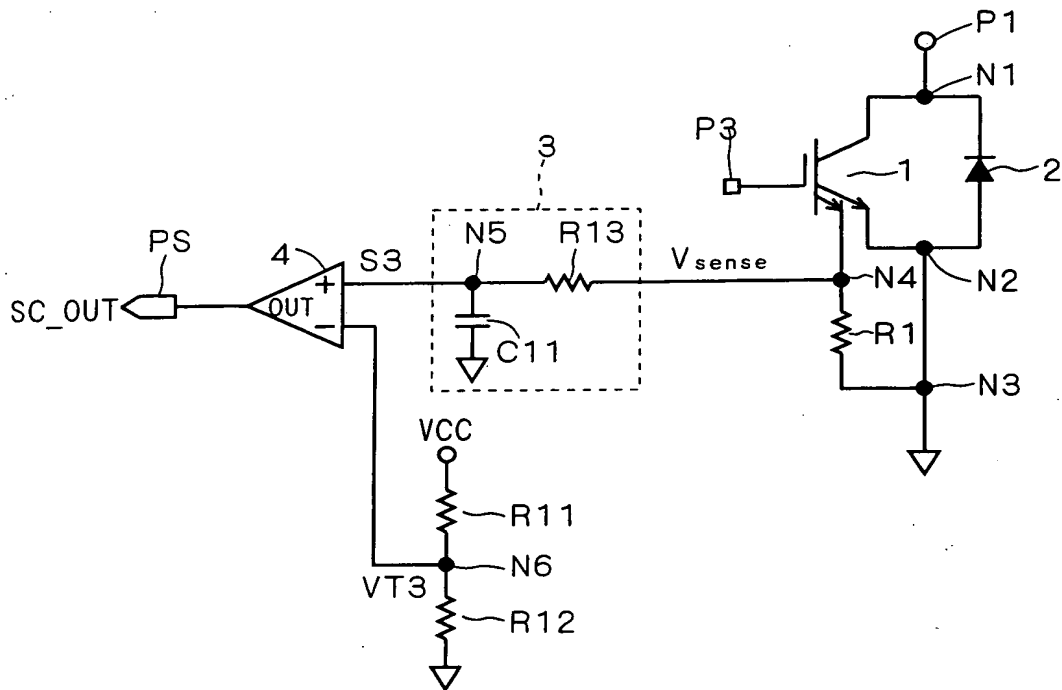 P1
N1
P3
3
1
2
PS
4
S3
N5
R13
Vsense
N4
N2
SC_OUT
+
OUT
−
C11
R1
N3
VCC
R11
N6
VT3
R12